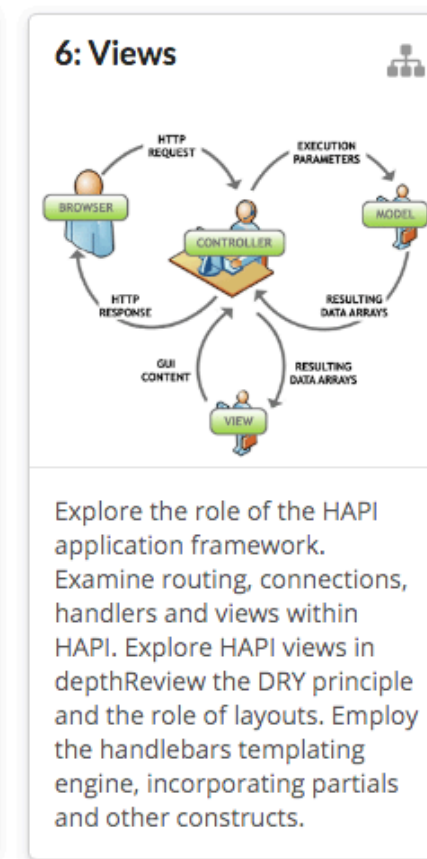 6: Views
HTTP
REQUEST
EXECUTION
PARAMETERS
BROWSER
MODEL
CONTROLLER
HTTP
RESPONSE
RESULTING
DATA ARRAYS
GUI
CONTENT
RESULTING
DATA ARRAYS
VIEW
Explore the role of the HAPI
application framework.
Examine routing, connections,
handlers and views within
HAPI. Explore HAPI views in
depthReview the DRY principle
and the role of layouts. Employ
the handlebars templating
engine, incorporating partials
and other constructs.